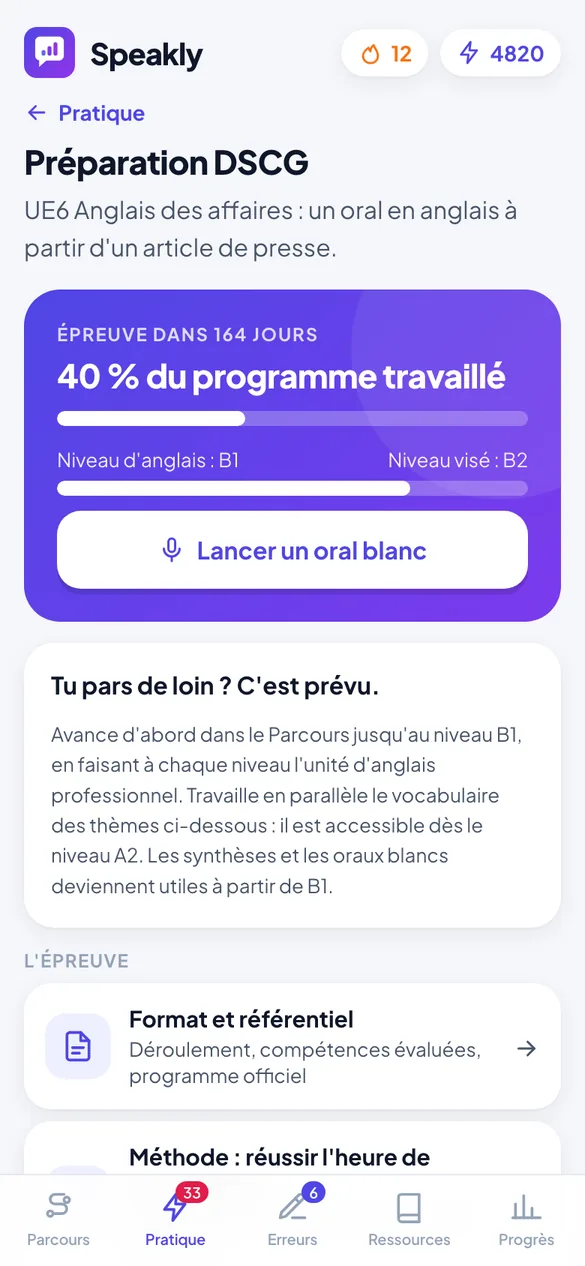 Speakly
12
4820
← Pratique
Préparation DSCG
UE6 Anglais des affaires : un oral en anglais à
partir d'un article de presse.
ÉPREUVE DANS 164 JOURS
40 % du programme travaillé
Niveau d'anglais : B1
Niveau visé : B2
Lancer un oral blanc
Tu pars de loin ? C'est prévu.
Avance d'abord dans le Parcours jusqu'au niveau B1,
en faisant à chaque niveau l'unité d'anglais
professionnel. Travaille en parallèle le vocabulaire
des thèmes ci-dessous : il est accessible dès le
niveau A2. Les synthèses et les oraux blancs
deviennent utiles à partir de B1.
L'ÉPREUVE
Format et référentiel
Déroulement, compétences évaluées,
programme officiel
Méthode : réussir l'heure de
33
6
Parcours
Pratique
Erreurs
Ressources
Progrès